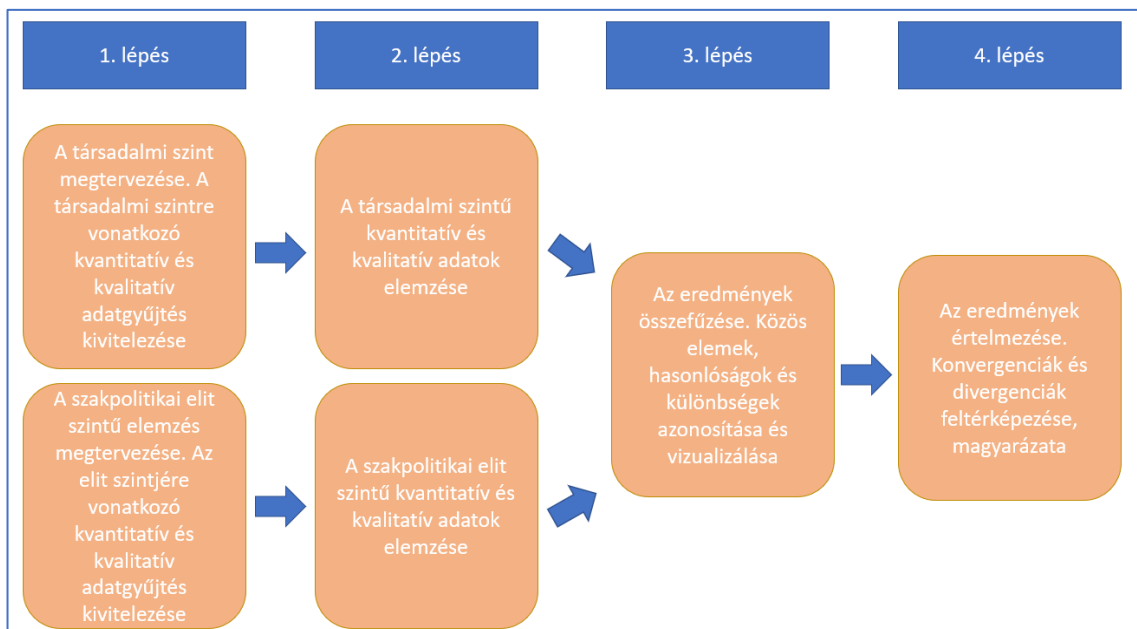 1. lépés
2. lépés
3. lépés
4. lépés
A társadalmi szint
megtervezése. A
társadalmi szintre
vonatkozó
kvantitatív és
kvalitatív
adatgyűjtés
kivitelezése
A társadalmi szintű
kvantitatív és
kvalitatív adatok
elemzése
A szakpolitikai elit
szintű elemzés
megtervezése. Az
elit szintjére
vonatkozó
kvantitatív és
kvalitatív
adatgyűjtés
kivitelezése
A szakpolitikai elit
szintű kvantitatív és
kvalitatív adatok
elemzése
Az eredmények
összefűzése. Közös
elemek,
hasonlóságok és
különbségek
azonosítása és
vizualizálása
Az eredmények
értelmezése.
Konvergenciák és
divergenciák
feltérképezése,
magyarázata